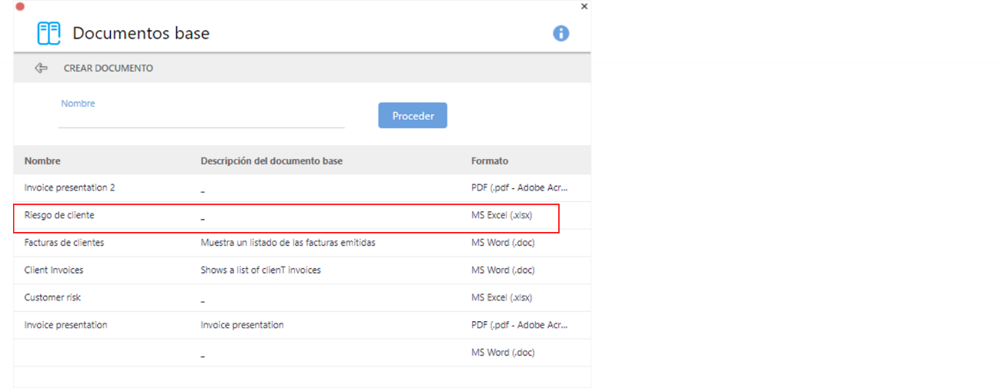 Documentos base
CREAR DOCUMENTO
Nombre
Proceder
Nombre Descripción del documento base Formato
Invoice presentation 2 _ PDF (.pdf - Adobe Acr...
Riesgo de cliente _ MS Excel (.xlsx)
Facturas de clientes Muestra un listado de las facturas emitidas MS Word (.doc)
Client Invoices Shows a list of clienT invoices MS Word (.doc)
Customer risk _ MS Excel (.xlsx)
Invoice presentation Invoice presentation PDF (.pdf - Adobe Acr...
_ MS Word (.doc)